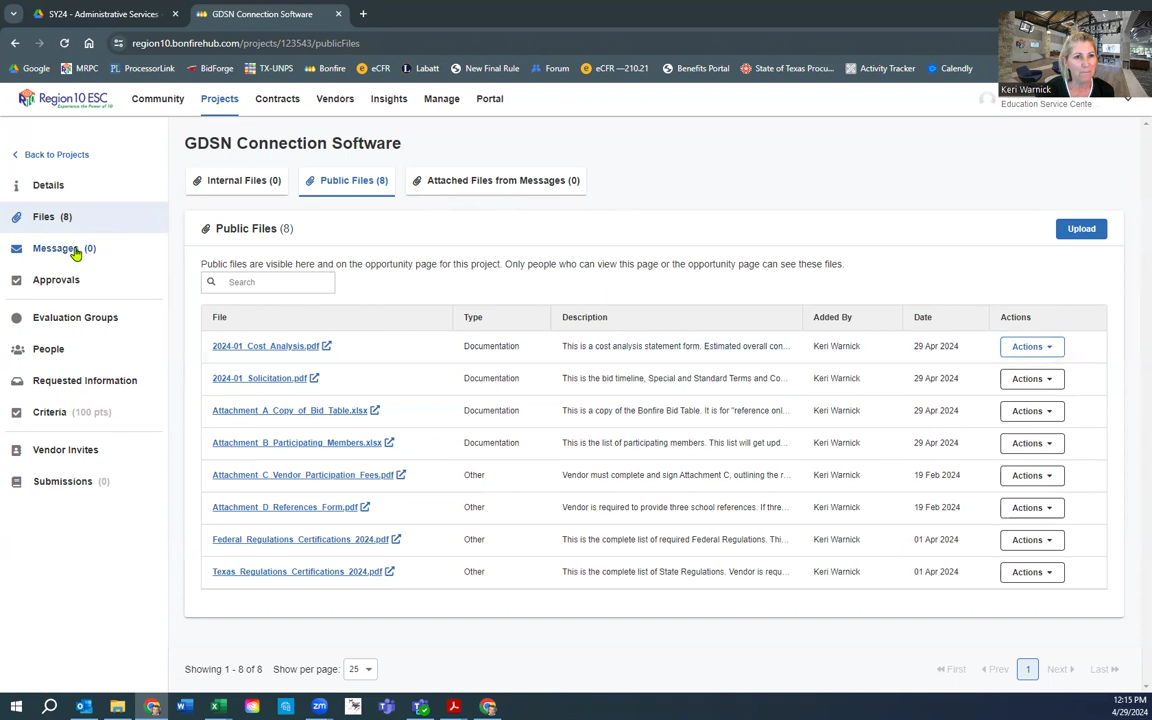 SY24 - Administrative Services
GDSN Connection Software
region10.bonfirehub.com/projects/123543/publicFiles
Google MRPC ProcessorLink BidForge TX-UNPS Bonfire eCFR Labatt New Final Rule Forum eCFR —210.21 Benefits Portal State of Texas Procu... Activity Tracker Calendly
Keri Warnick
Region10 ESC
Experience the Power of 10
Community Projects Contracts Vendors Insights Manage Portal
Education Service Cente...
Back to Projects
Details
Files (8)
Messages (0)
Approvals
Evaluation Groups
People
Requested Information
Criteria (100 pts)
Vendor Invites
Submissions (0)
GDSN Connection Software
Internal Files (0) Public Files (8) Attached Files from Messages (0)
Public Files (8) Upload
Public files are visible here and on the opportunity page for this project. Only people who can view this page or the opportunity page can see these files.
Search
File Type Description Added By Date Actions
2024-01_Cost_Analysis.pdf Documentation This is a cost analysis statement form. Estimated overall con... Keri Warnick 29 Apr 2024 Actions
2024-01_Solicitation.pdf Documentation This is the bid timeline, Special and Standard Terms and Co... Keri Warnick 29 Apr 2024 Actions
Attachment_A_Copy_of_Bid_Table.xlsx Documentation This is a copy of the Bonfire Bid Table. It is for "reference onl... Keri Warnick 29 Apr 2024 Actions
Attachment_B_Participating_Members.xlsx Documentation This is the list of participating members. This list will get upd... Keri Warnick 29 Apr 2024 Actions
Attachment_C_Vendor_Participation_Fees.pdf Other Vendor must complete and sign Attachment C, outlining the r... Keri Warnick 19 Feb 2024 Actions
Attachment_D_References_Form.pdf Other Vendor is required to provide three school references. If thre... Keri Warnick 19 Feb 2024 Actions
Federal_Regulations_Certifications_2024.pdf Other This is the complete list of required Federal Regulations. Thi... Keri Warnick 01 Apr 2024 Actions
Texas_Regulations_Certifications_2024.pdf Other This is the complete list of State Regulations. Vendor is requ... Keri Warnick 01 Apr 2024 Actions
Showing 1 - 8 of 8 Show per page: 25 First Prev 1 Next Last
12:15 PM
4/29/2024